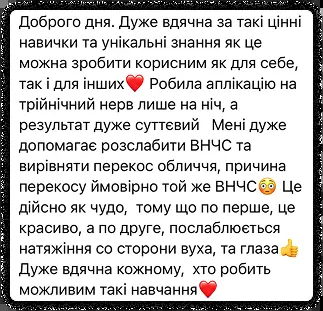 Доброго дня. Дуже вдячна за такі цінні
навички та унікальні знання як це
можна зробити корисним як для себе,
так і для інших❤️ Робила аплікацію на
трійнічний нерв лише на ніч, а
результат дуже суттєвий   Мені дуже
допомагає розслабити ВНЧС та
вирівняти перекос обличчя, причина
перекосу ймовірно той же ВНЧС😳 Це
дійсно як чудо,  тому що по перше, це
красиво, а по друге, послаблюється
натяжіння со сторони вуха, та глаза👍
Дуже вдячна кожному,  хто робить
можливим такі навчання❤️